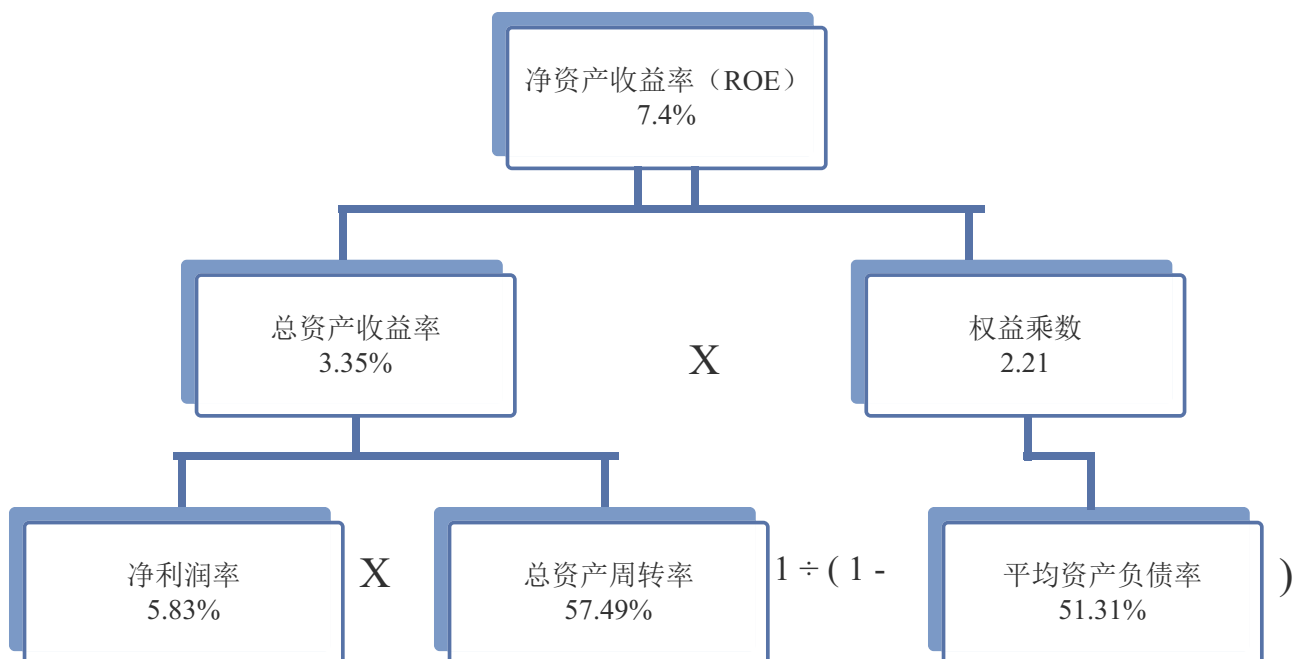 净资产收益率（ROE）
7.4%
总资产收益率
3.35%
X
权益乘数
2.21
净利润率
5.83%
X
总资产周转率
57.49%
1 ÷ ( 1 -
平均资产负债率
51.31%
)